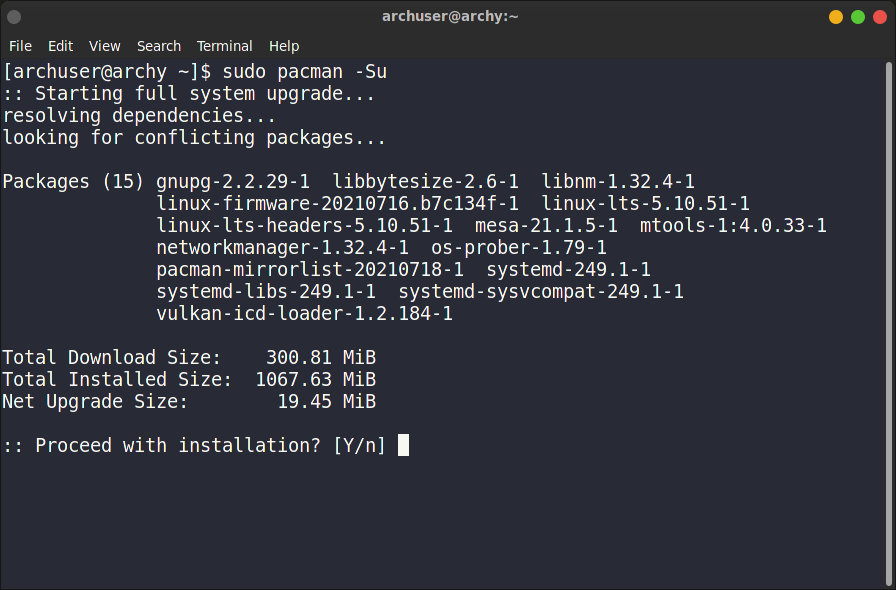 archuser@archy:~
File Edit View Search Terminal Help
[archuser@archy ~]$ sudo pacman -Su
:: Starting full system upgrade...
resolving dependencies...
looking for conflicting packages...
Packages (15) gnupg-2.2.29-1  libbytesize-2.6-1  libnm-1.32.4-1
linux-firmware-20210716.b7c134f-1  linux-lts-5.10.51-1
linux-lts-headers-5.10.51-1  mesa-21.1.5-1  mtools-1:4.0.33-1
networkmanager-1.32.4-1  os-prober-1.79-1
pacman-mirrorlist-20210718-1  systemd-249.1-1
systemd-libs-249.1-1  systemd-sysvcompat-249.1-1
vulkan-icd-loader-1.2.184-1
Total Download Size:    300.81 MiB
Total Installed Size:  1067.63 MiB
Net Upgrade Size:        19.45 MiB
:: Proceed with installation? [Y/n]